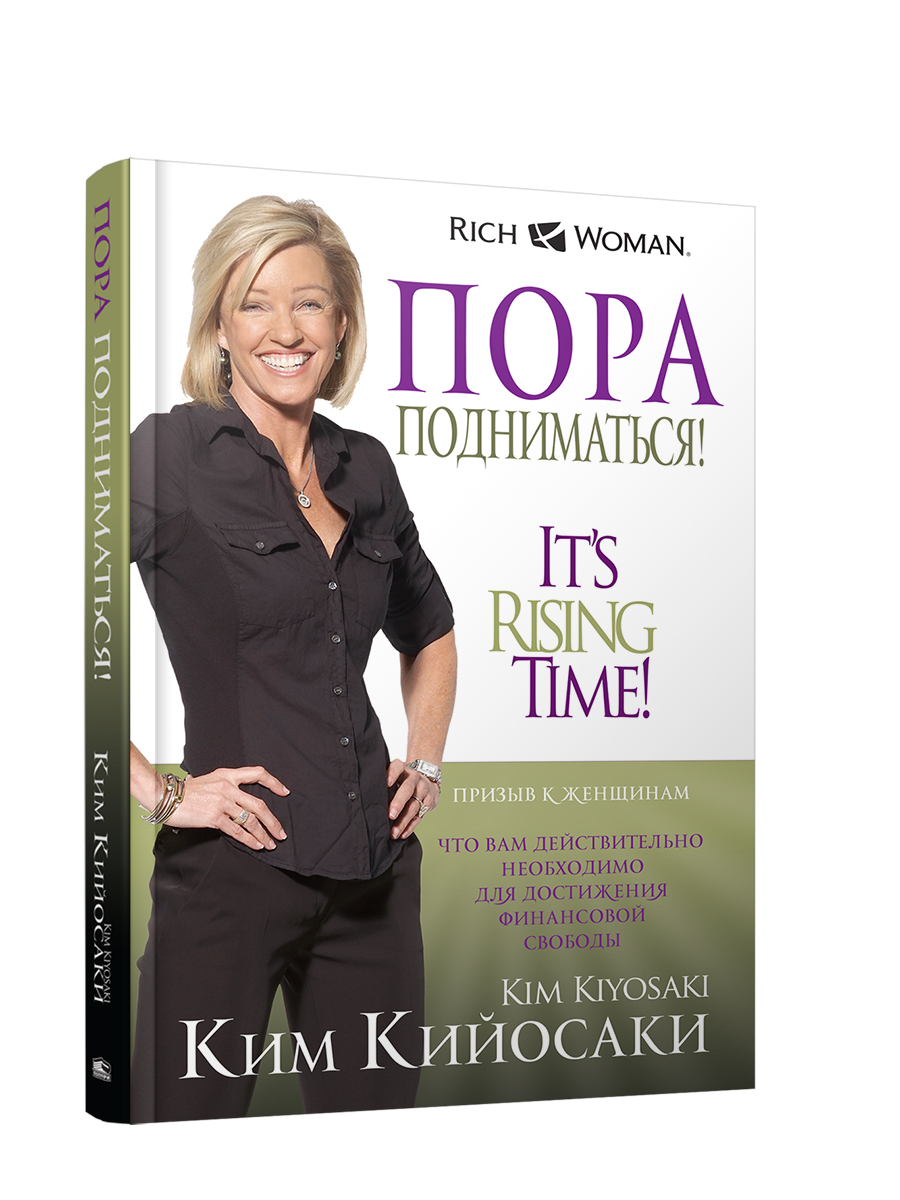 ПОРА ПОДНИМАТЬСЯ! КИМ КИЙОСАКИ
KIM KIYOSAKI
RICH WOMAN®
ПОРА
ПОДНИМАТЬСЯ!
IT'S
RISING
TIME!
ПРИЗЫВ К ЖЕНЩИНАМ
ЧТО ВАМ ДЕЙСТВИТЕЛЬНО
НЕОБХОДИМО
ДЛЯ ДОСТИЖЕНИЯ
ФИНАНСОВОЙ
СВОБОДЫ
KIM KIYOSAKI
КИМ КИЙОСАКИ